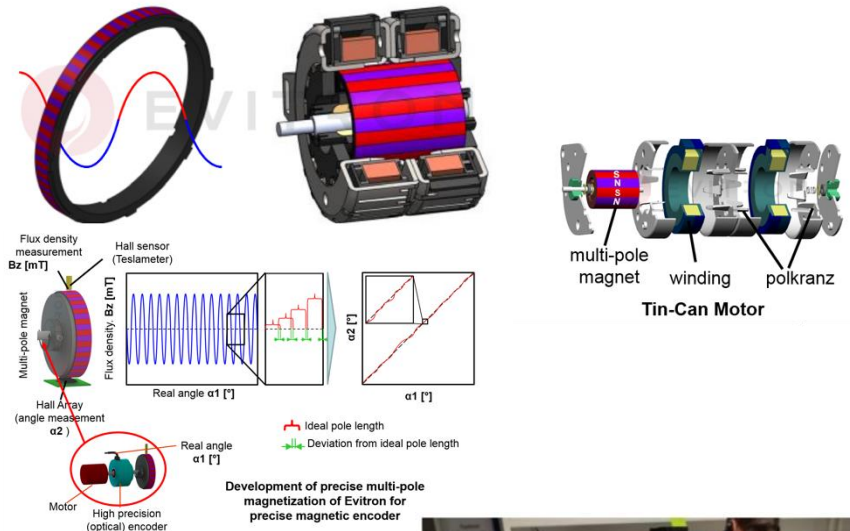 EVITRON
S
N
S
N
multi-pole
magnet
winding
polkranz
Tin-Can Motor
Flux density
measurement
Bz [mT]
Hall sensor
(Teslameter)
Multi-pole magnet
Hall Array
(angle measement
α2 )
Flux density. Bz [mT]
Real angle α1 [°]
α2 [°]
α1 [°]
Ideal pole length
Deviation from ideal pole length
Real angle
α1 [°]
Motor
High precision
(optical) encoder
Development of precise multi-pole
magnetization of Evitron for
precise magnetic encoder